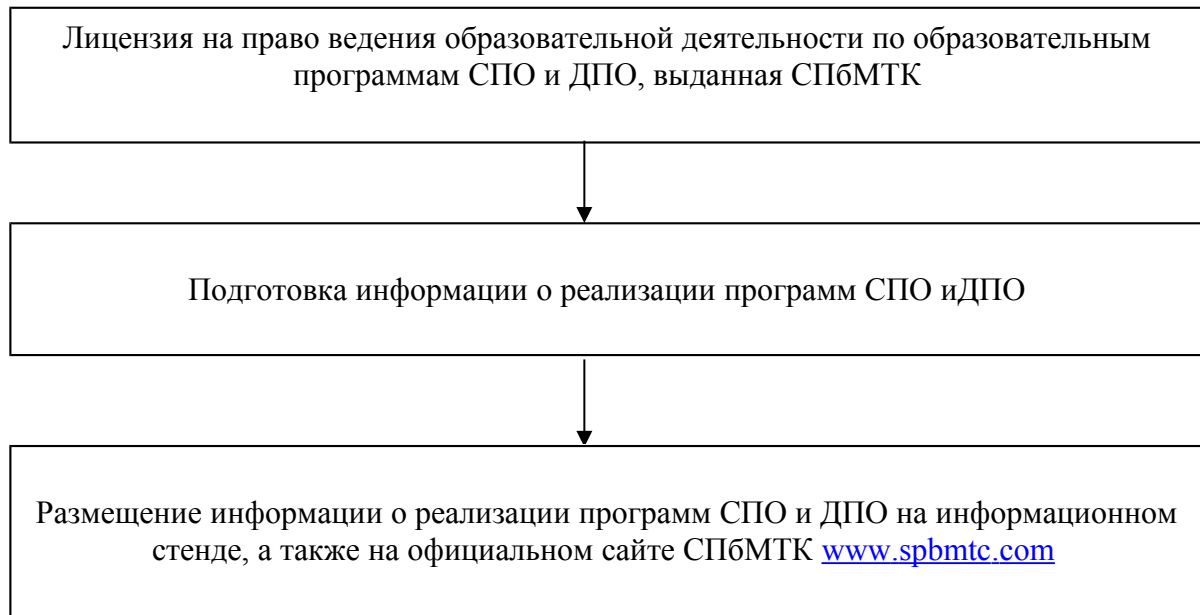 Лицензия на право ведения образовательной деятельности по образовательным
программам СПО и ДПО, выданная СПбМТК
Подготовка информации о реализации программ СПО иДПО
Размещение информации о реализации программ СПО и ДПО на информационном
стенде, а также на официальном сайте СПбМТК www.spbmtc.com